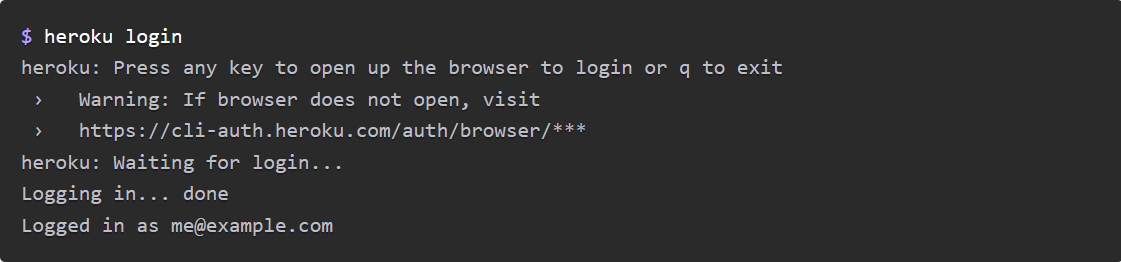 $ heroku login
heroku: Press any key to open up the browser to login or q to exit
 ›   Warning: If browser does not open, visit
 ›   https://cli-auth.heroku.com/auth/browser/***
heroku: Waiting for login...
Logging in... done
Logged in as me@example.com